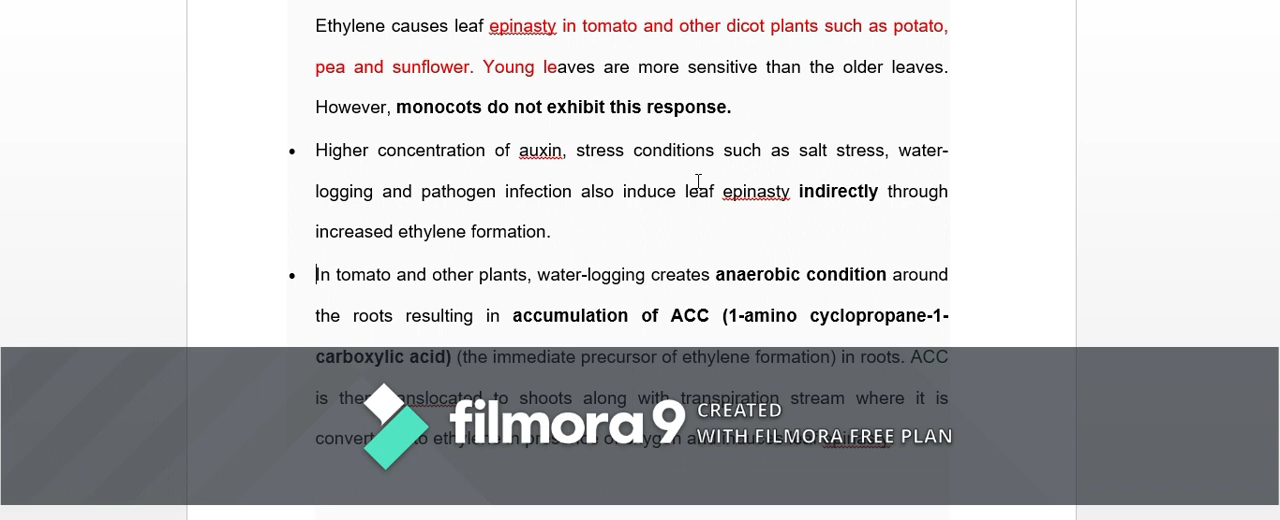 Ethylene causes leaf epinasty in tomato and other dicot plants such as potato,
pea and sunflower. Young leaves are more sensitive than the older leaves.
However, monocots do not exhibit this response.
• Higher concentration of auxin, stress conditions such as salt stress, water-
logging and pathogen infection also induce leaf epinasty indirectly through
increased ethylene formation.
• In tomato and other plants, water-logging creates anaerobic condition around
the roots resulting in accumulation of ACC (1-amino cyclopropane-1-
carboxylic acid) (the immediate precursor of ethylene formation) in roots. ACC
is then translocated to shoots along with transpiration stream where it is
filmora9
CREATED
WITH FILMORA FREE PLAN